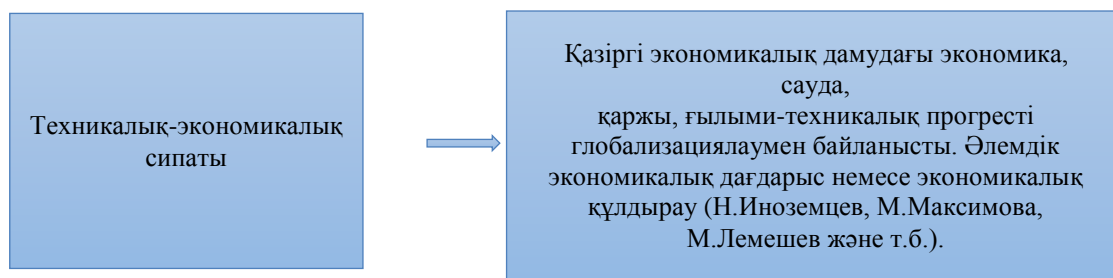 Техникалық-экономикалық
сипаты
Қазіргі экономикалық дамудағы экономика,
сауда,
қаржы, ғылыми-техникалық прогресті
глобализациялаумен байланысты. Әлемдік
экономикалық дағдарыс немесе экономикалық
құлдырау (Н.Иноземцев, М.Максимова,
М.Лемешев және т.б.).